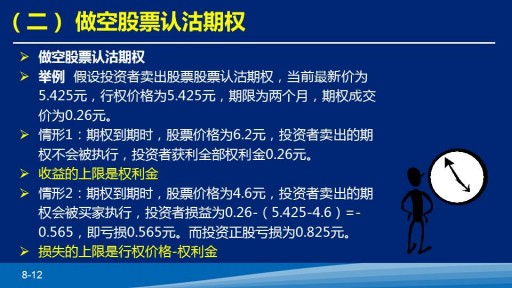 （二） 做空股票认沽期权
➢ 做空股票认沽期权
➢ 举例 假设投资者卖出股票股票认沽期权，当前最新价为
5.425元，行权价格为5.425元，期限为两个月，期权成交
价为0.26元。
➢ 情形1：期权到期时，股票价格为6.2元，投资者卖出的期
权不会被执行，投资者获利全部权利金0.26元。
➢ 收益的上限是权利金
➢ 情形2：期权到期时，股票价格为4.6元，投资者卖出的期
权会被买家执行，投资者损益为0.26-（5.425-4.6）=-
0.565，即亏损0.565元。而投资正股亏损为0.825元。
➢ 损失的上限是行权价格-权利金
8-12